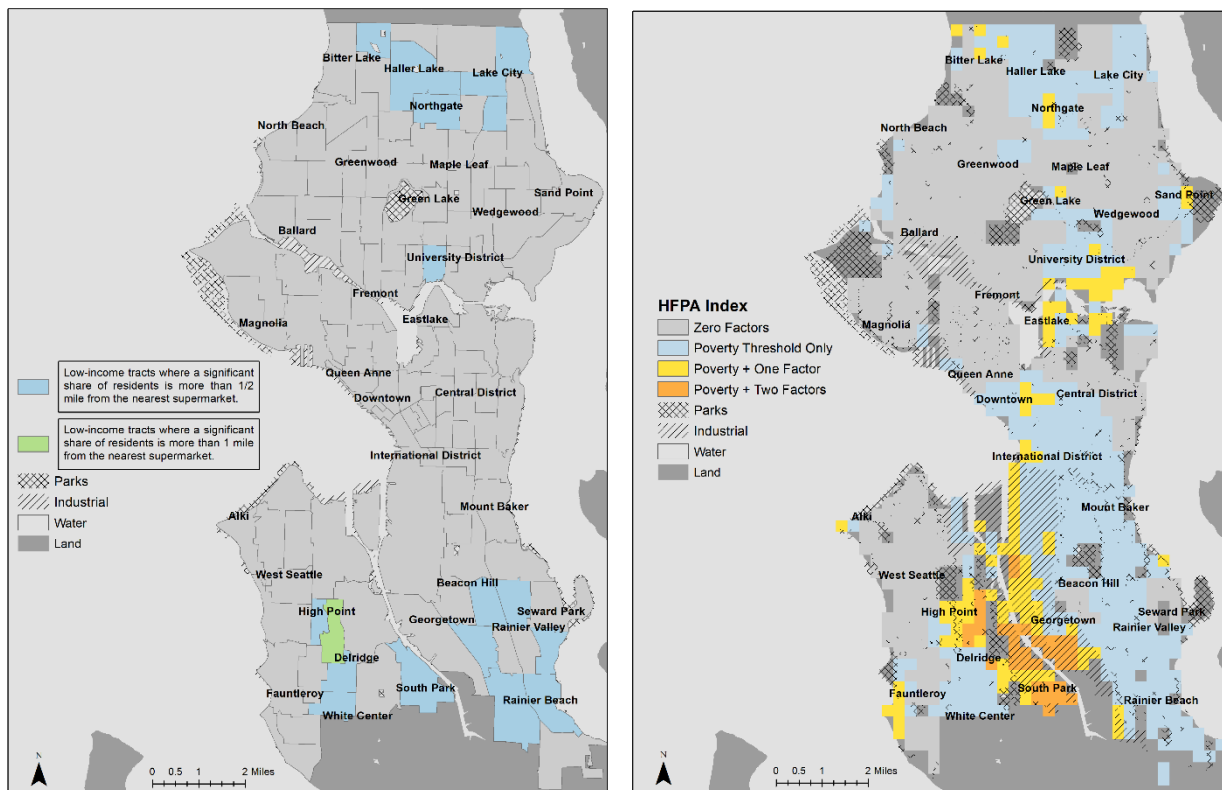 Bitter Lake
Haller Lake
Lake City
Northgate
North Beach
Greenwood
Maple Leaf
Sand Point
Green Lake
Wedgewood
Ballard
University District
Fremont
Eastlake
Magnolia
Queen Anne
Central District
Downtown
International District
Mount Baker
Alki
West Seattle
Beacon Hill
High Point
Georgetown
Seward Park
Rainier Valley
Delridge
Fauntleroy
South Park
Rainier Beach
White Center
Low-income tracts where a significant
share of residents is more than 1/2
mile from the nearest supermarket.
Low-income tracts where a significant
share of residents is more than 1 mile
from the nearest supermarket.
Parks
Industrial
Water
Land
N
0 0.5 1 2 Miles
Bitter Lake
Haller Lake
Lake City
Northgate
North Beach
Greenwood
Maple Leaf
Sand Point
Green Lake
Wedgewood
Ballard
University District
Fremont
Eastlake
Magnolia
Queen Anne
Downtown
Central District
International District
Mount Baker
Alki
West Seattle
Beacon Hill
High Point
Georgetown
Seward Park
Rainier Valley
Delridge
Fauntleroy
South Park
Rainier Beach
White Center
HFPA Index
Zero Factors
Poverty Threshold Only
Poverty + One Factor
Poverty + Two Factors
Parks
Industrial
Water
Land
N
0 0.5 1 2 Miles